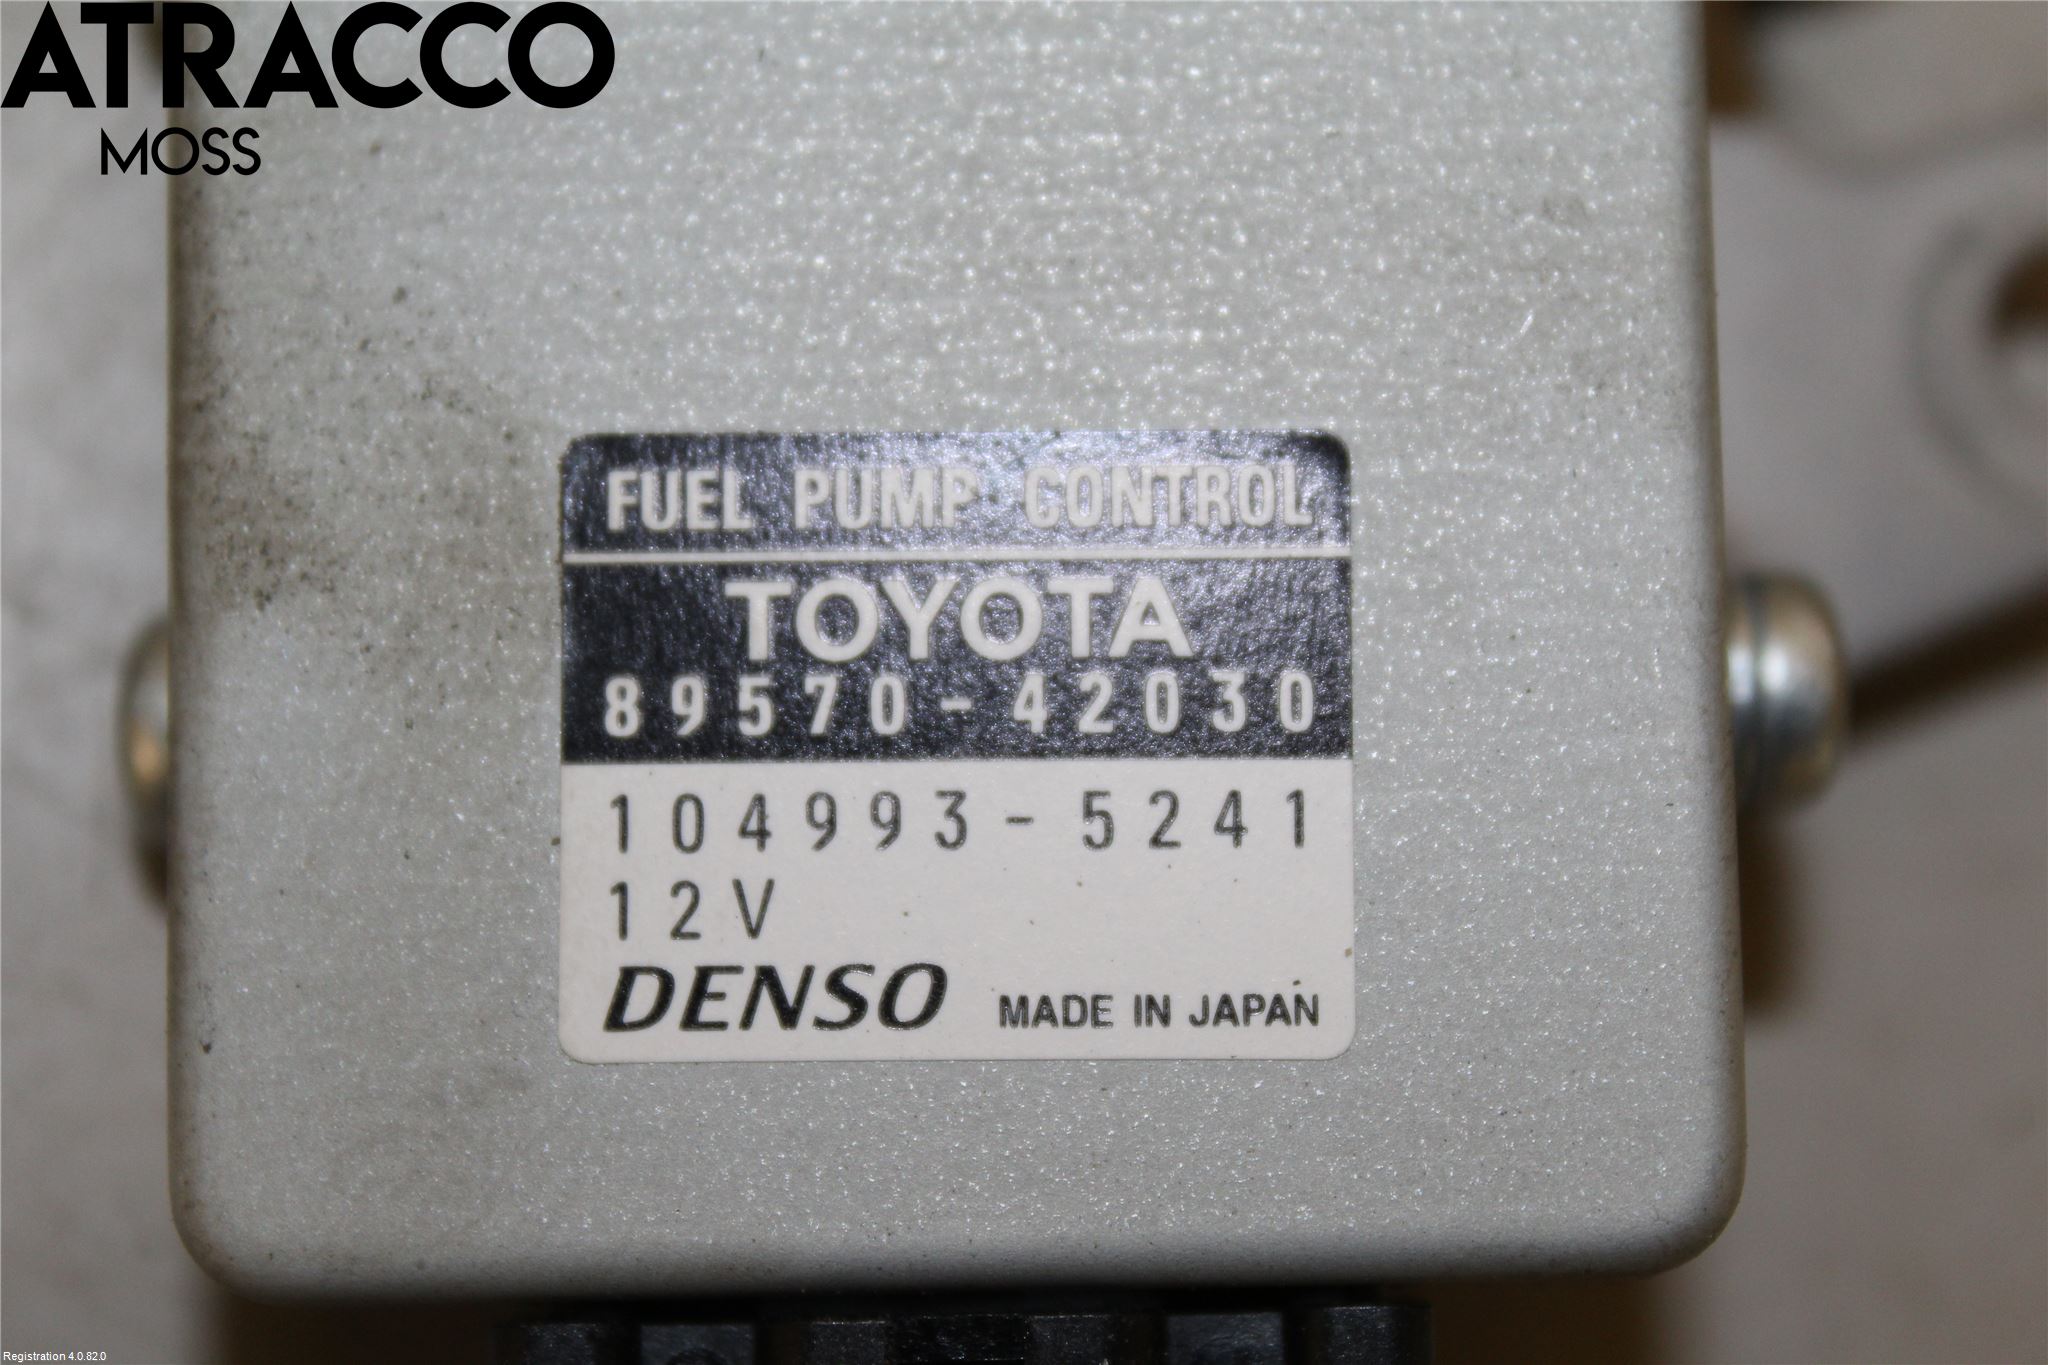 ATRACCO
MOSS
FUEL PUMP CONTROL
TOYOTA
89570-42030
104993-5241
12V
DENSO MADE IN JAPAN
Registration 4.0.82.0